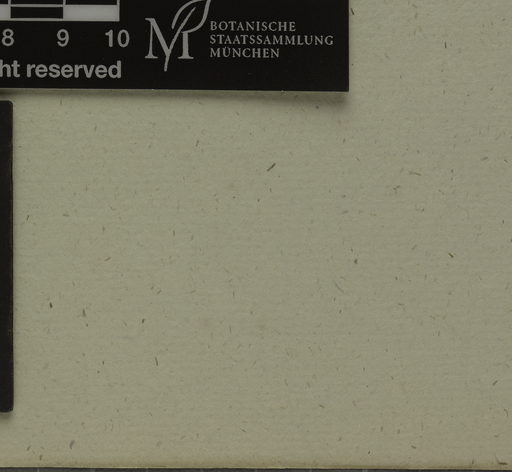 8 9 10
BOTANISCHE
STAATSSAMMLUNG
MÜNCHEN
ht reserved